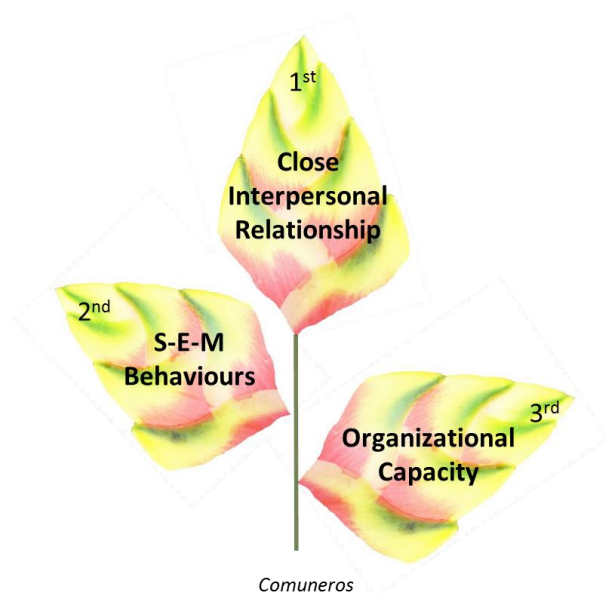 1st
Close
Interpersonal
Relationship
2nd
S-E-M
Behaviours
3rd
Organizational
Capacity
Comuneros